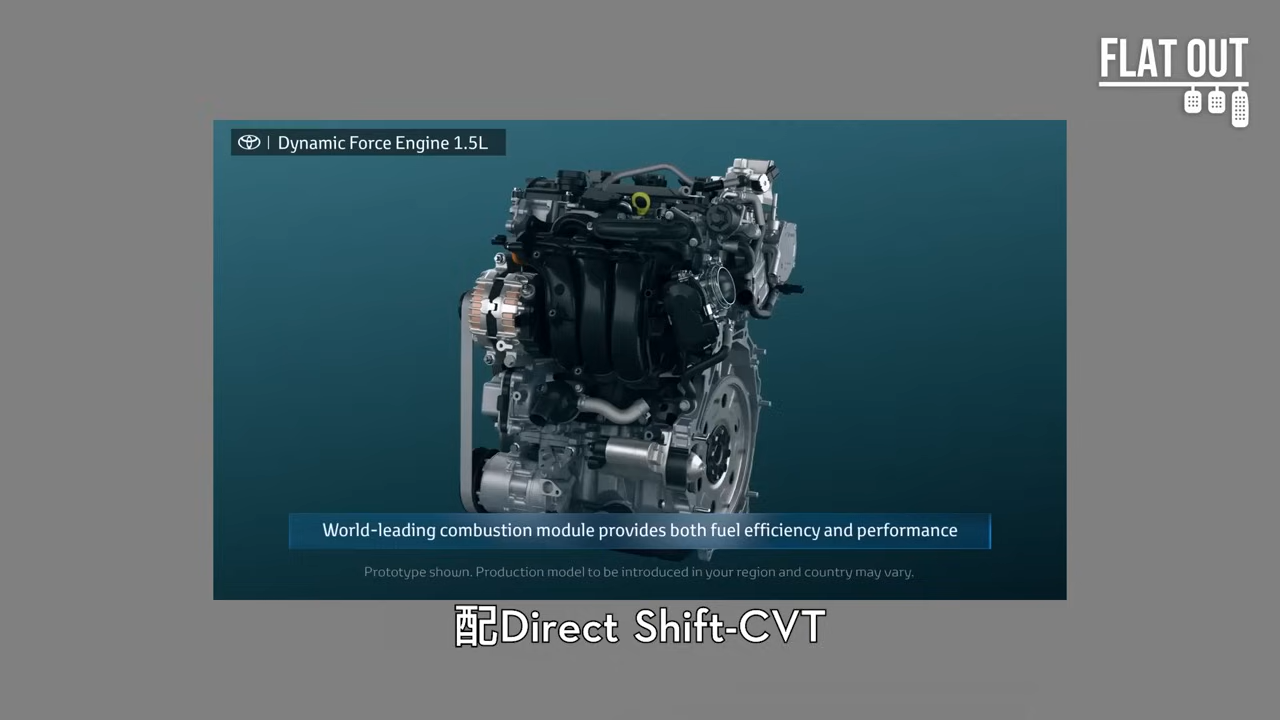 FLAT OUT
Dynamic Force Engine 1.5L
World-leading combustion module provides both fuel efficiency and performance
Prototype shown. Production model to be introduced in your region and country may vary.
配Direct Shift-CVT